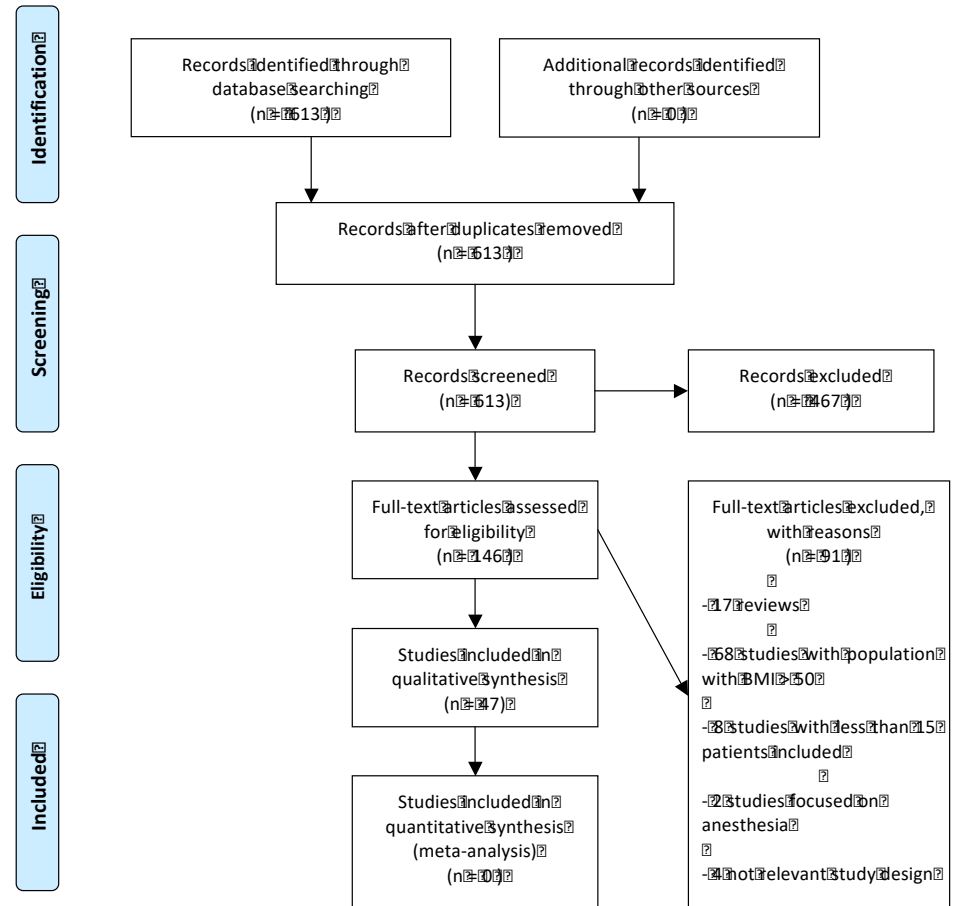 Identification
Records identified through
database searching
(n = 613)
Additional records identified
through other sources
(n = 0)
Records after duplicates removed
(n = 613)
Screening
Records screened
(n = 613)
Records excluded
(n = 467)
Eligibility
Full-text articles assessed
for eligibility
(n = 146)
Full-text articles excluded,
with reasons
(n = 91)
- 17 reviews
- 68 studies with population
with BMI > 50
- 8 studies with less than 15
patients included
- 2 studies focused on
anesthesia
- 4 not relevant study design
Studies included in
qualitative synthesis
(n = 47)
Included
Studies included in
quantitative synthesis
(meta-analysis)
(n = 0)